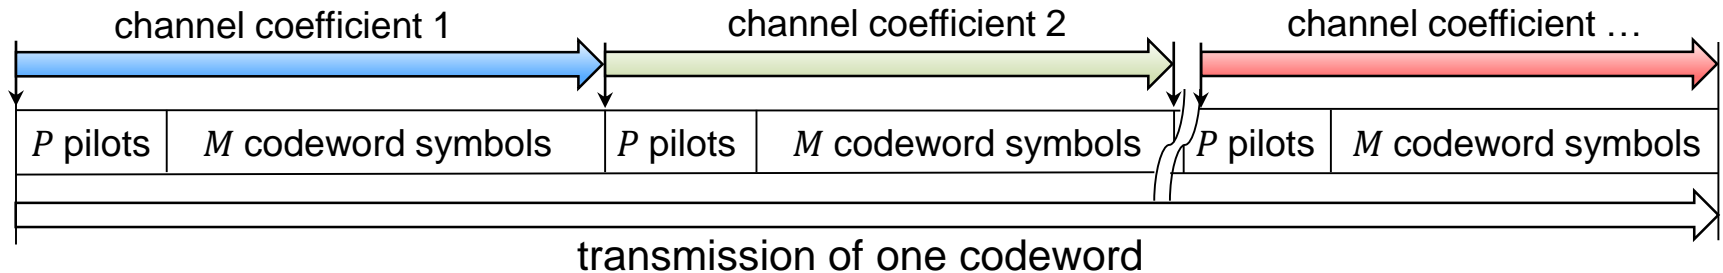 channel coefficient 1
channel coefficient 2
channel coefficient …
P pilots
M codeword symbols
P pilots
M codeword symbols
P pilots
M codeword symbols
transmission of one codeword